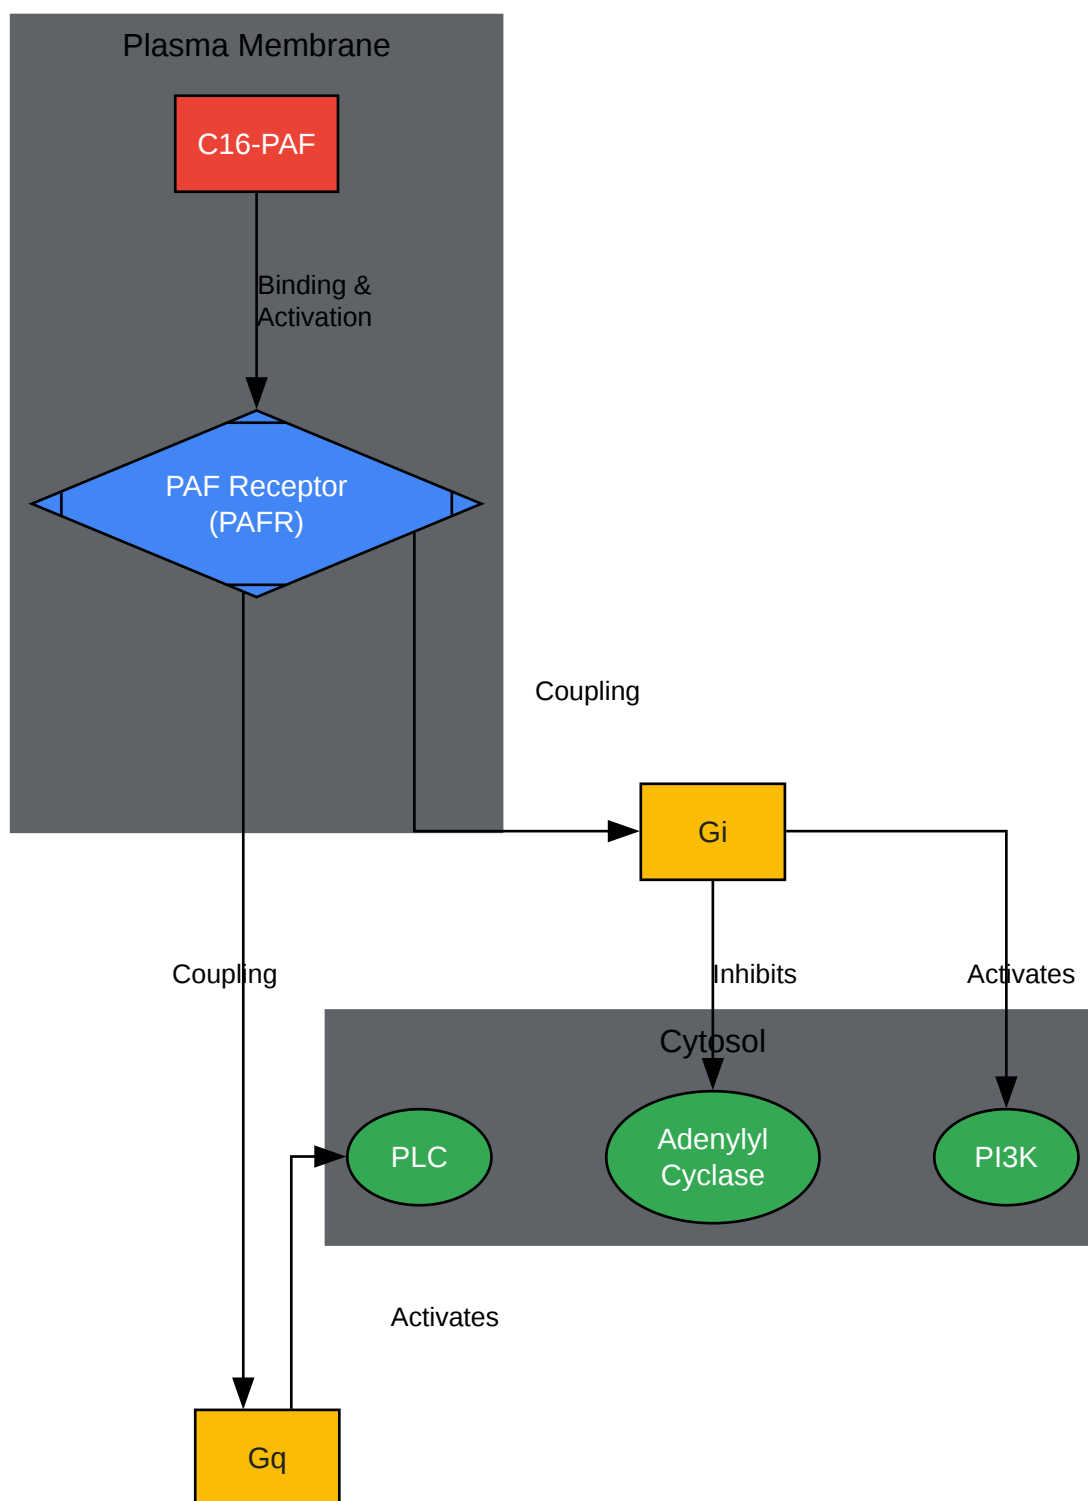 Plasma Membrane
C16-PAF
Binding &
Activation
PAF Receptor
(PAFR)
Coupling
Gi
Coupling
Inhibits
Activates
Cytosol
PLC
Adenylyl
Cyclase
PI3K
Activates
Gq